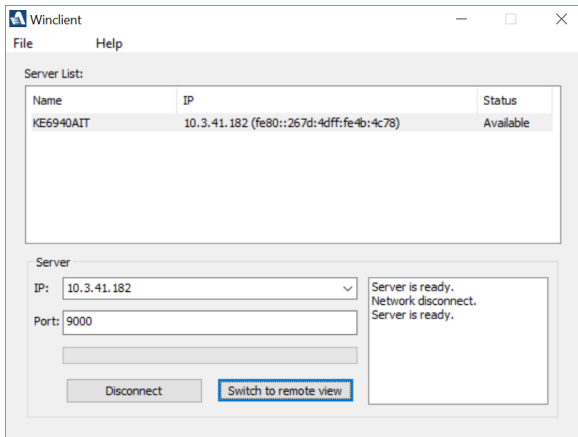 Winclient
File Help
Server List:
Name IP Status
KE6940AIT 10.3.41.182 (fe80::267d:4dff:fe4b:4c78) Available
Server
IP: 10.3.41.182
Port: 9000
Server is ready.
Network disconnect.
Server is ready.
Disconnect Switch to remote view